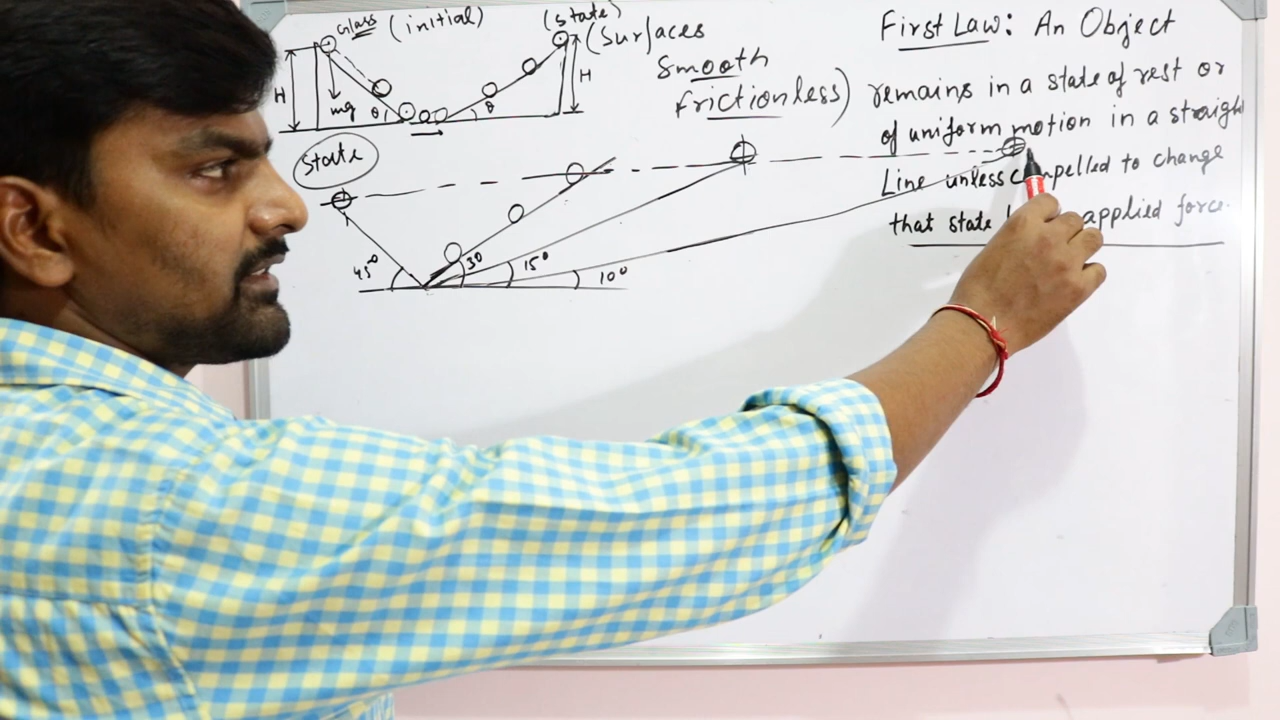 Glass (initial)
(state)
(Surfaces
Smooth
frictionless)
H
mg
θ
θ
H
State
45°
30
15°
10°
First Law: An Object
remains in a state of rest or
of uniform motion in a straight
Line unless compelled to change
that state applied force.